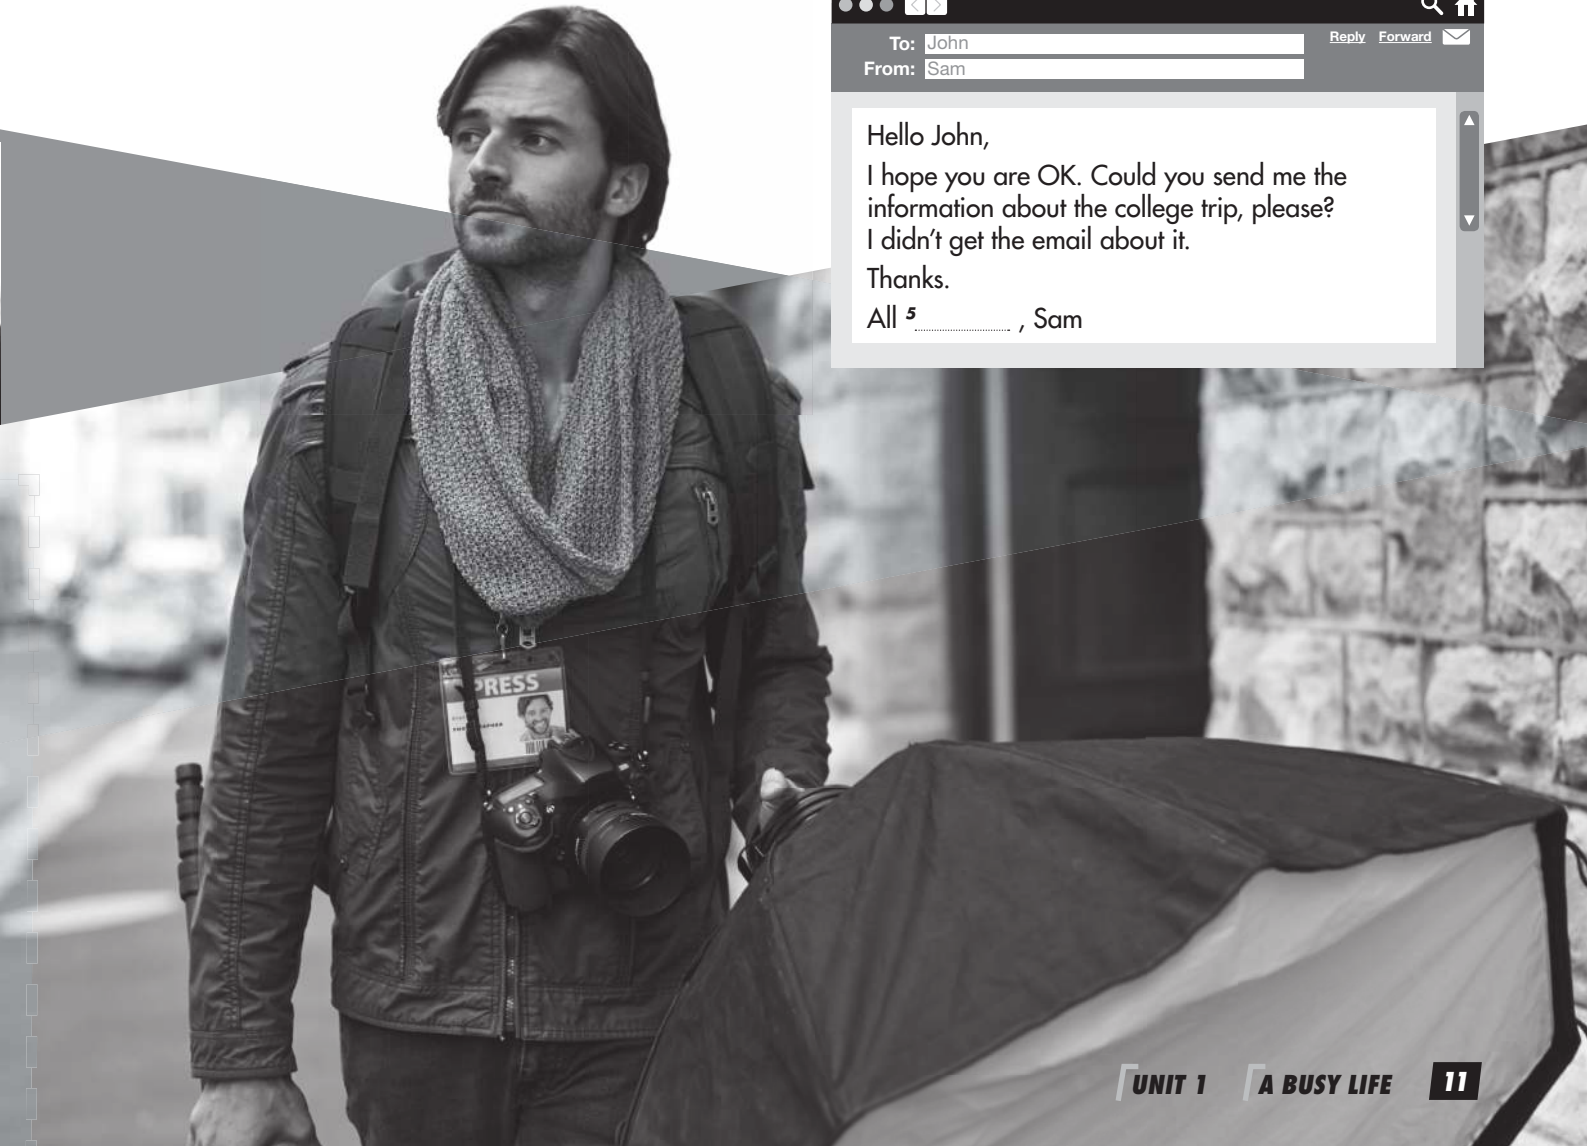 To: John
From: Sam
Reply Forward
Hello John,
I hope you are OK. Could you send me the
information about the college trip, please?
I didn't get the email about it.
Thanks.
All 5 , Sam
PRESS
UNIT 1 A BUSY LIFE 11